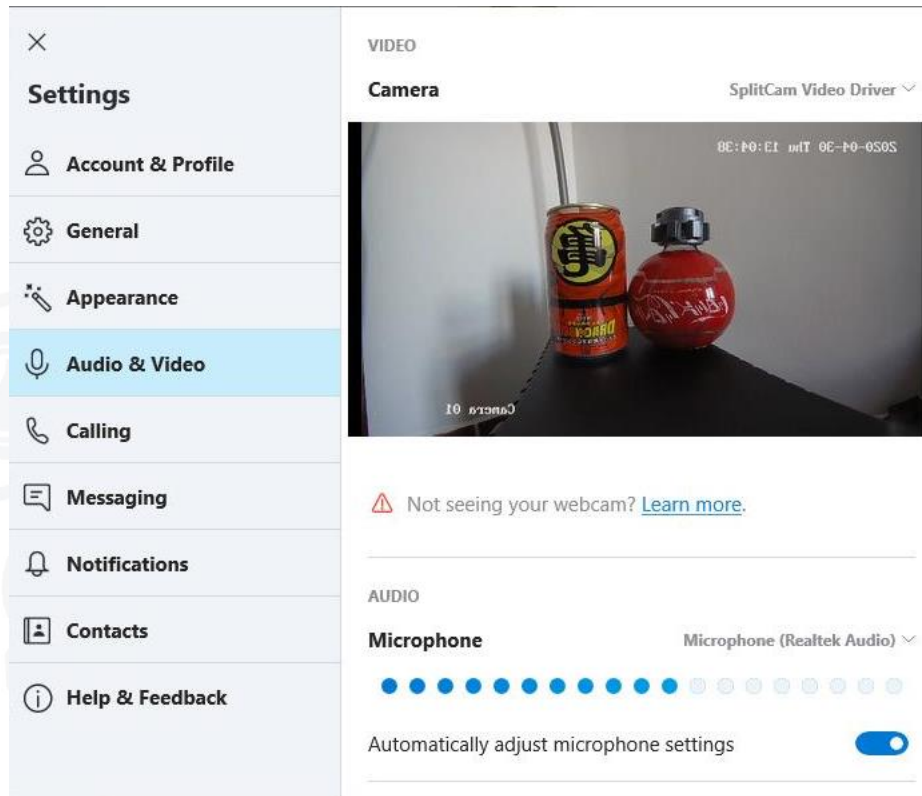 Settings
Account & Profile
General
Appearance
Audio & Video
Calling
Messaging
Notifications
Contacts
Help & Feedback
VIDEO
Camera
SplitCam Video Driver
2020-04-30 Thu 13:04:38
亀
DRAGON
Camera 01
Not seeing your webcam? Learn more.
AUDIO
Microphone
Microphone (Realtek Audio)
Automatically adjust microphone settings